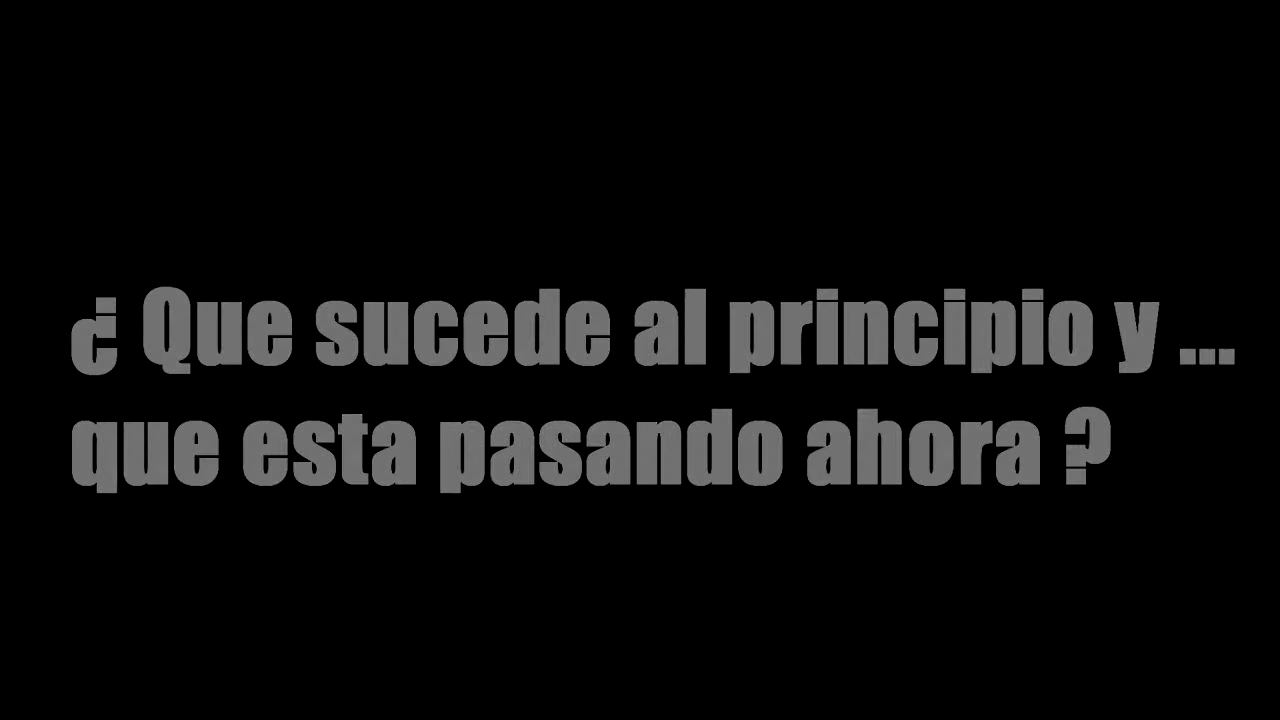 ¿ Que sucede al principio y ...
que esta pasando ahora ?